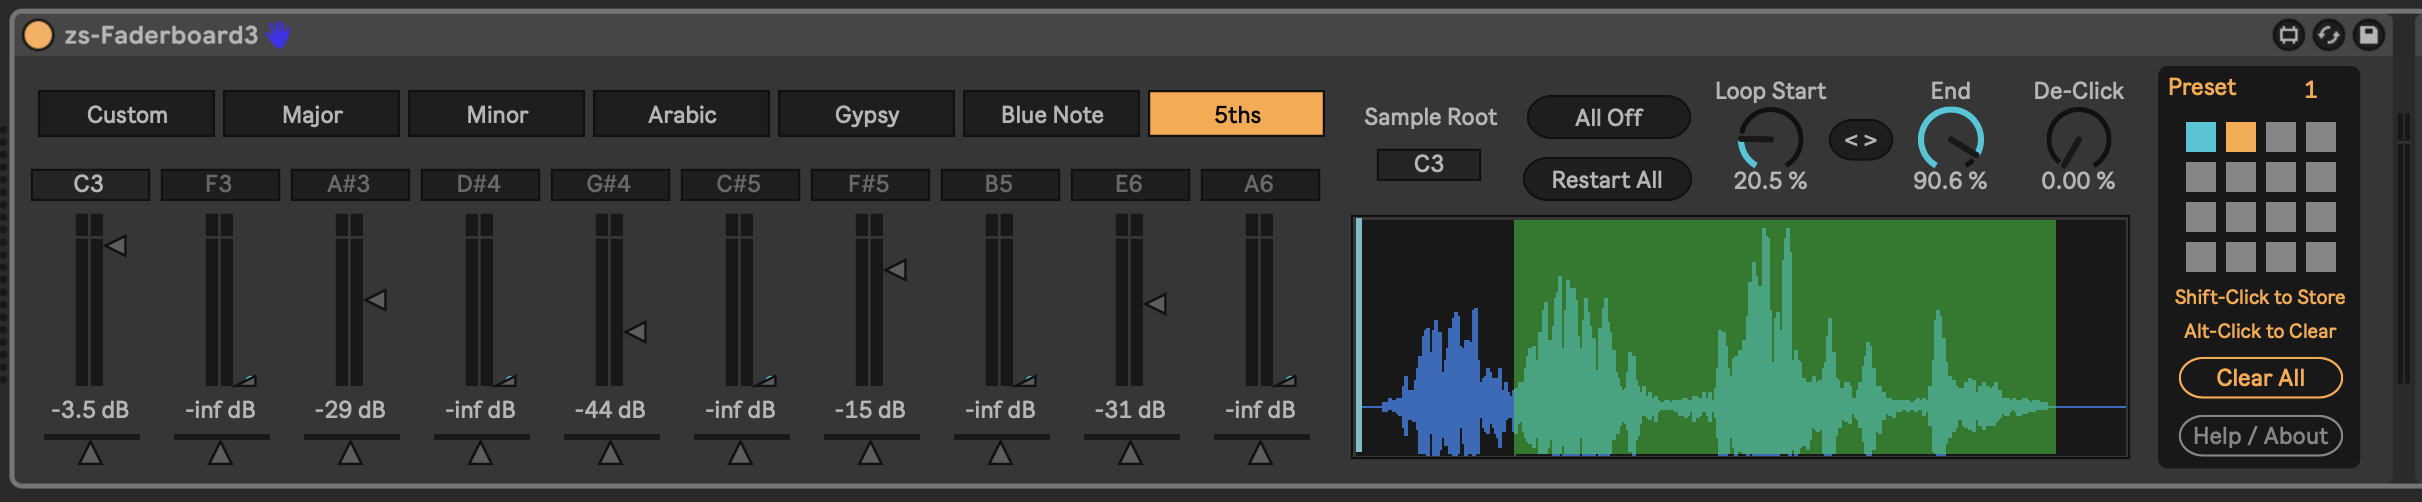 zs-Faderboard3
Custom Major Minor Arabic Gypsy Blue Note 5ths
C3 F3 A#3 D#4 G#4 C#5 F#5 B5 E6 A6
-3.5 dB -inf dB -29 dB -inf dB -44 dB -inf dB -15 dB -inf dB -31 dB -inf dB
Sample Root
C3
All Off
Restart All
Loop Start
20.5 %
< >
End
90.6 %
De-Click
0.00 %
Preset 1
Shift-Click to Store
Alt-Click to Clear
Clear All
Help / About